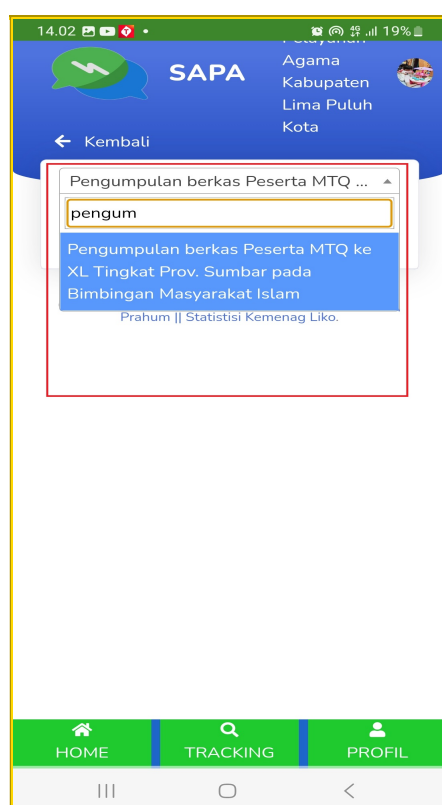 14.02
4G
19%
SAPA
Agama
Kabupaten
Lima Puluh
Kota
Kembali
Pengumpulan berkas Peserta MTQ ...
pengum
Pengumpulan berkas Peserta MTQ ke
XL Tingkat Prov. Sumbar pada
Bimbingan Masyarakat Islam
Prahum || Statistisi Kemenag Liko.
HOME
TRACKING
PROFIL